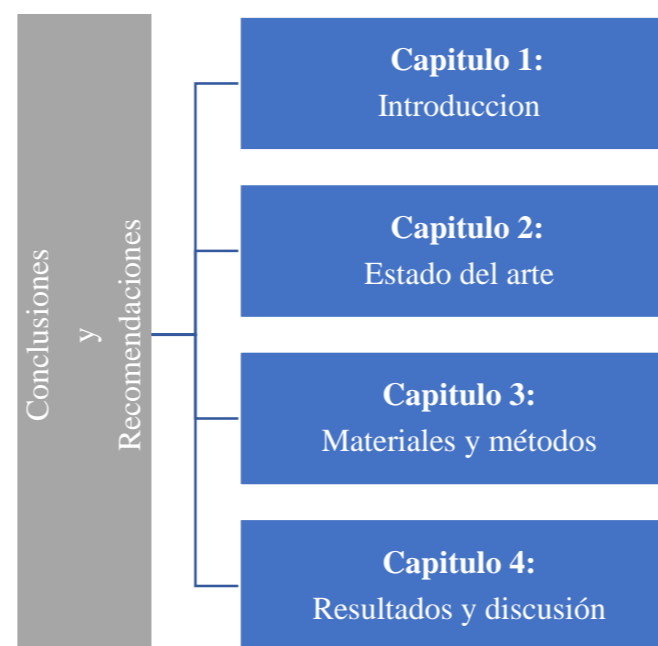 Conclusiones
y
Recomendaciones
Capitulo 1:
Introduccion
Capitulo 2:
Estado del arte
Capitulo 3:
Materiales y métodos
Capitulo 4:
Resultados y discusión